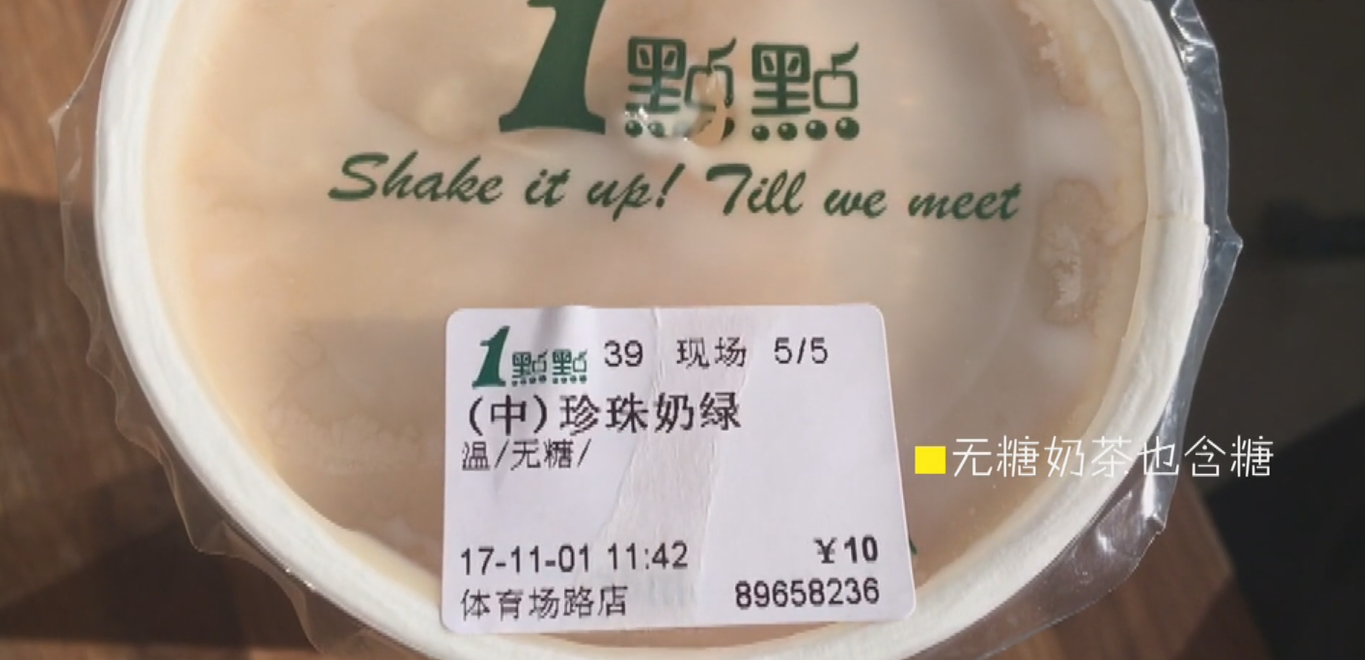 1點點
Shake it up! Till we meet
1點點 39 现场 5/5
(中)珍珠奶绿
温/无糖/
无糖奶茶也含糖
17-11-01 11:42 ￥10
体育场路店 89658236